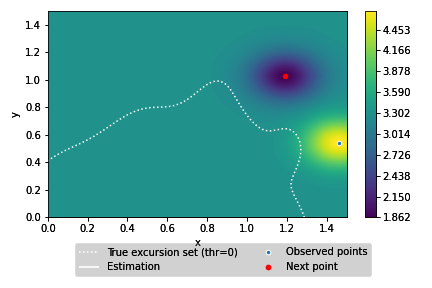 1.4
1.2
1.0
0.8
0.6
0.4
0.2
0.0
y
0.0 0.2 0.4 0.6 0.8 1.0 1.2 1.4
x
4.453
4.166
3.878
3.590
3.302
3.014
2.726
2.438
2.150
1.862
True excursion set (thr=0)
Estimation
Observed points
Next point